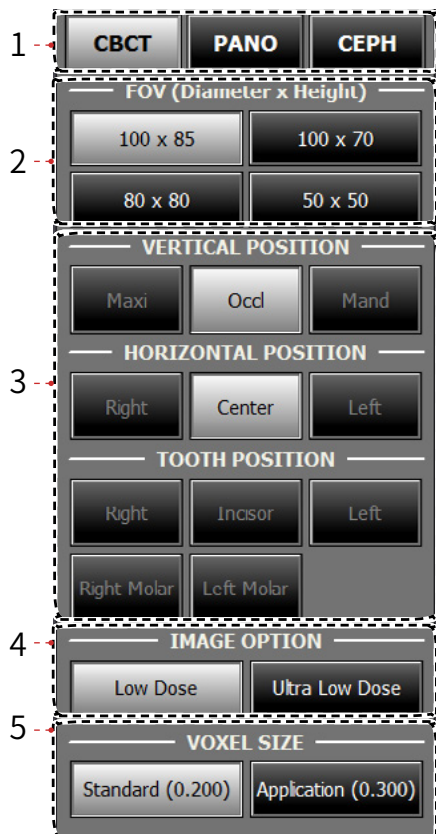 1 CBCT PANO CEPH
FOV (Diameter x Height)
2
100 x 85 100 x 70
80 x 80 50 x 50
VERTICAL POSITION
Maxi Occl Mand
HORIZONTAL POSITION
3
Right Center Left
TOOTH POSITION
Right Incisor Left
Right Molar Left Molar
4
IMAGE OPTION
Low Dose Ultra Low Dose
5
VOXEL SIZE
Standard (0.200) Application (0.300)